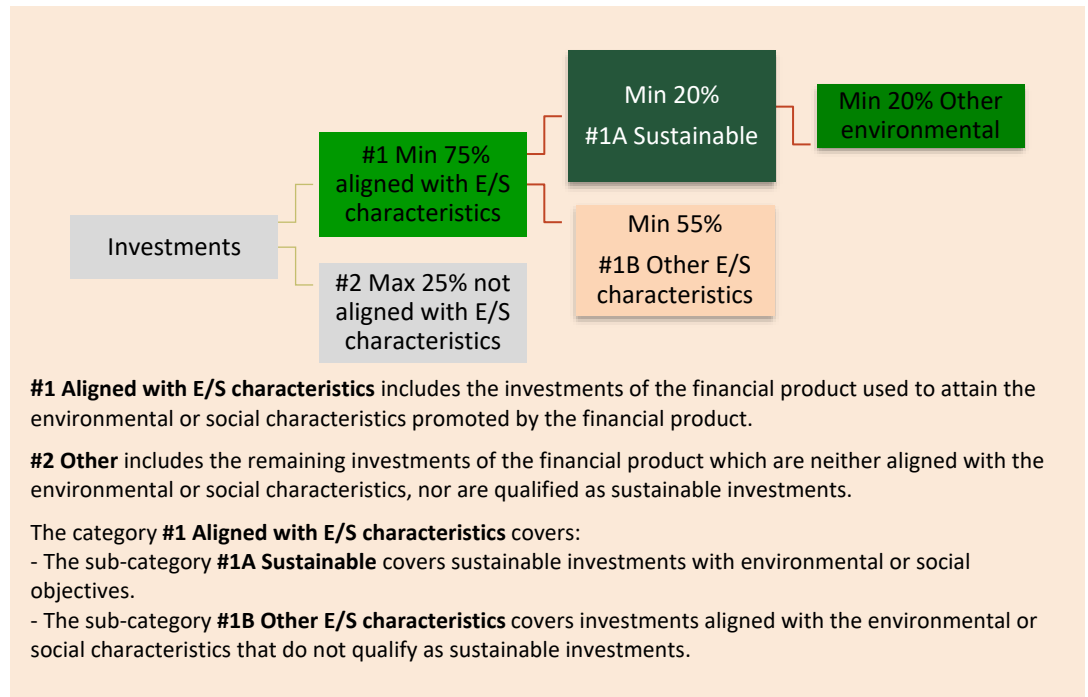 Min 20%
#1A Sustainable
Min 20% Other
environmental
#1 Min 75%
aligned with E/S
characteristics
Investments
Min 55%
#1B Other E/S
characteristics
#2 Max 25% not
aligned with E/S
characteristics
#1 Aligned with E/S characteristics includes the investments of the financial product used to attain the
environmental or social characteristics promoted by the financial product.
#2 Other includes the remaining investments of the financial product which are neither aligned with the
environmental or social characteristics, nor are qualified as sustainable investments.
The category #1 Aligned with E/S characteristics covers:
- The sub-category #1A Sustainable covers sustainable investments with environmental or social
objectives.
- The sub-category #1B Other E/S characteristics covers investments aligned with the environmental or
social characteristics that do not qualify as sustainable investments.